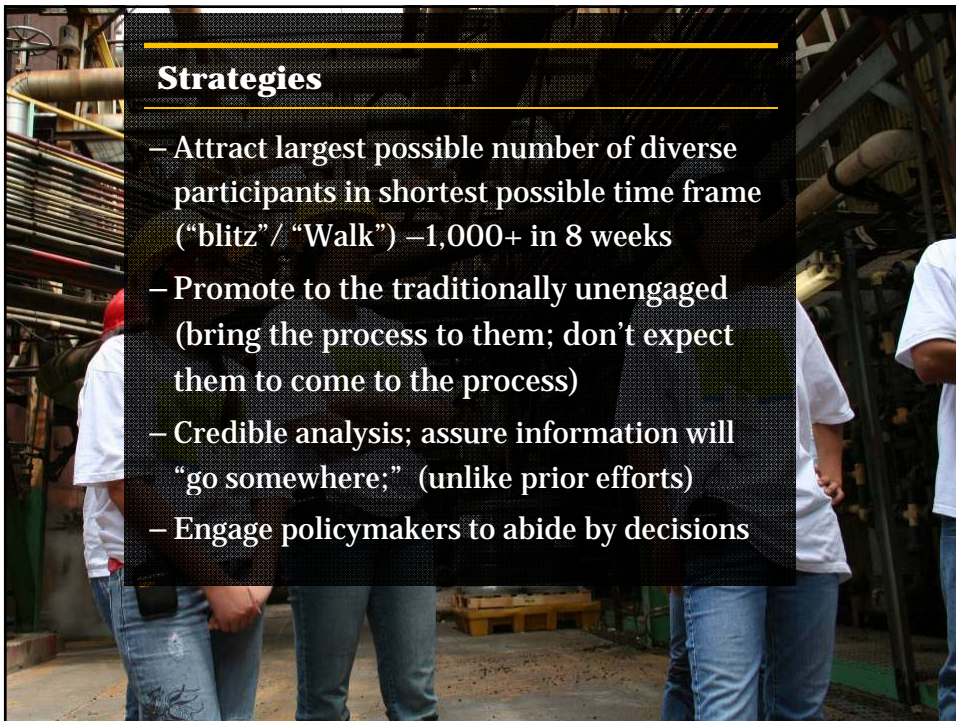 Strategies
– Attract largest possible number of diverse
participants in shortest possible time frame
(“blitz”/ “Walk”) –1,000+ in 8 weeks
– Promote to the traditionally unengaged
(bring the process to them; don’t expect
them to come to the process)
– Credible analysis; assure information will
“go somewhere;” (unlike prior efforts)
– Engage policymakers to abide by decisions